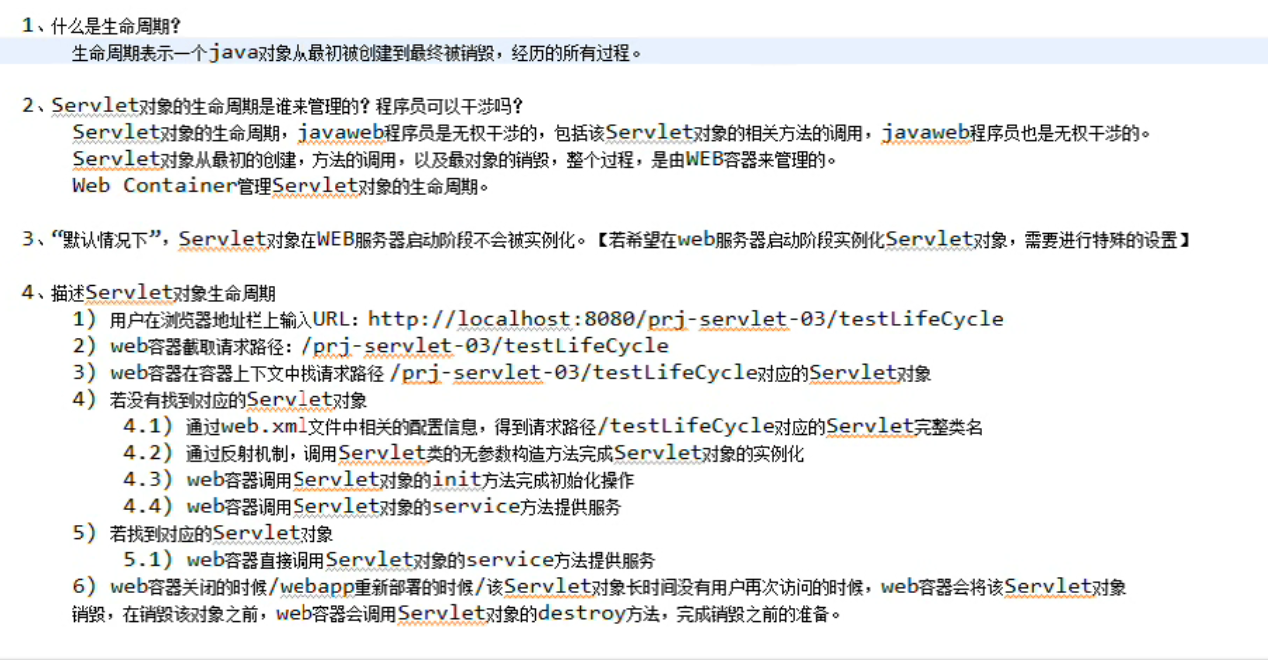 1、什么是生命周期?
生命周期表示一个java对象从最初被创建到最终被销毁，经历的所有过程。
2、Servlet对象的生命周期是谁来管理的? 程序员可以干涉吗?
Servlet对象的生命周期，javaweb程序员是无权干涉的，包括该Servlet对象的相关方法的调用，javaweb程序员也是无权干涉的。
Servlet对象从最初的创建，方法的调用，以及最对象的销毁，整个过程，是由WEB容器来管理的。
Web Container管理Servlet对象的生命周期。
3、“默认情况下”，Servlet对象在WEB服务器启动阶段不会被实例化。【若希望在web服务器启动阶段实例化Servlet对象，需要进行特殊的设置】
4、描述Servlet对象生命周期
1) 用户在浏览器地址栏上输入URL: http://localhost:8080/prj-servlet-03/testLifeCycle
2) web容器截取请求路径: /prj-servlet-03/testLifeCycle
3) web容器在容器上下文中找请求路径 /prj-servlet-03/testLifeCycle对应的Servlet对象
4) 若没有找到对应的Servlet对象
4.1) 通过web.xml文件中相关的配置信息，得到请求路径/testLifeCycle对应的Servlet完整类名
4.2) 通过反射机制，调用Servlet类的无参数构造方法完成Servlet对象的实例化
4.3) web容器调用Servlet对象的init方法完成初始化操作
4.4) web容器调用Servlet对象的service方法提供服务
5) 若找到对应的Servlet对象
5.1) web容器直接调用Servlet对象的service方法提供服务
6) web容器关闭的时候/webapp重新部署的时候/该Servlet对象长时间没有用户再次访问的时候，web容器会将该Servlet对象
销毁，在销毁该对象之前，web容器会调用Servlet对象的destroy方法，完成销毁之前的准备。